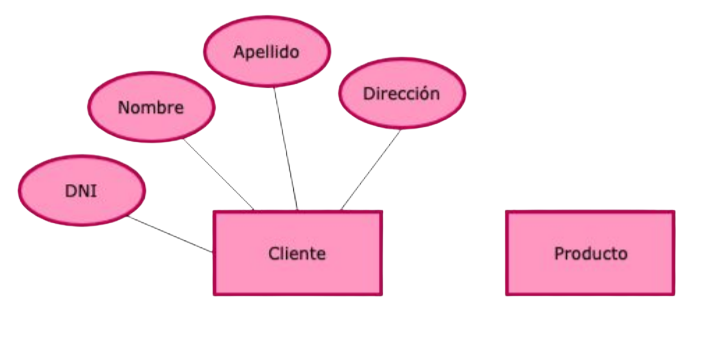 Apellido
Dirección
Nombre
DNI
Cliente
Producto